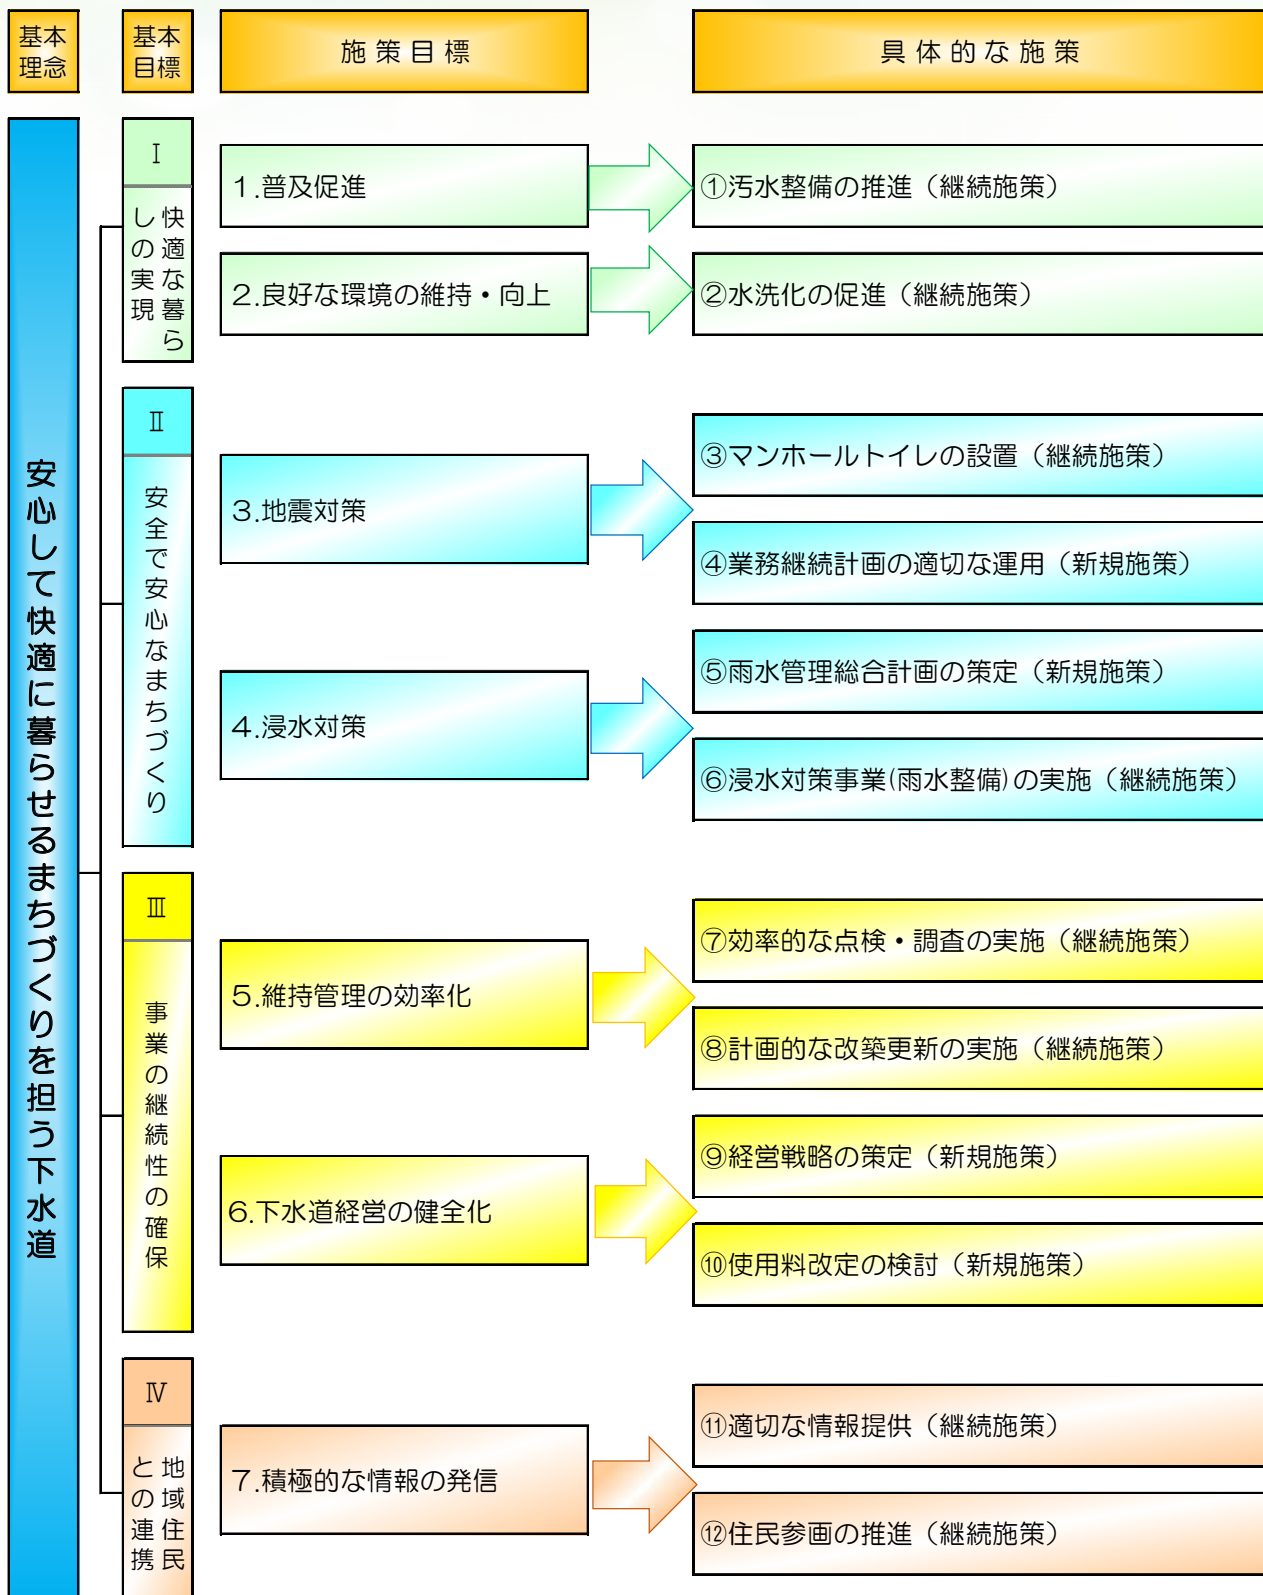 基本
理念
基本
目標
施策目標
具体的な施策
安心して快適に暮らせるまちづくりを担う下水道
Ⅰ
快適な暮ら
しの実現
1.普及促進
①汚水整備の推進（継続施策）
2.良好な環境の維持・向上
②水洗化の促進（継続施策）
Ⅱ
安全で安心なまちづくり
3.地震対策
③マンホールトイレの設置（継続施策）
④業務継続計画の適切な運用（新規施策）
4.浸水対策
⑤雨水管理総合計画の策定（新規施策）
⑥浸水対策事業(雨水整備)の実施（継続施策）
Ⅲ
事業の継続性の確保
5.維持管理の効率化
⑦効率的な点検・調査の実施（継続施策）
⑧計画的な改築更新の実施（継続施策）
6.下水道経営の健全化
⑨経営戦略の策定（新規施策）
⑩使用料改定の検討（新規施策）
Ⅳ
地域住民
との連携
7.積極的な情報の発信
⑪適切な情報提供（継続施策）
⑫住民参画の推進（継続施策）